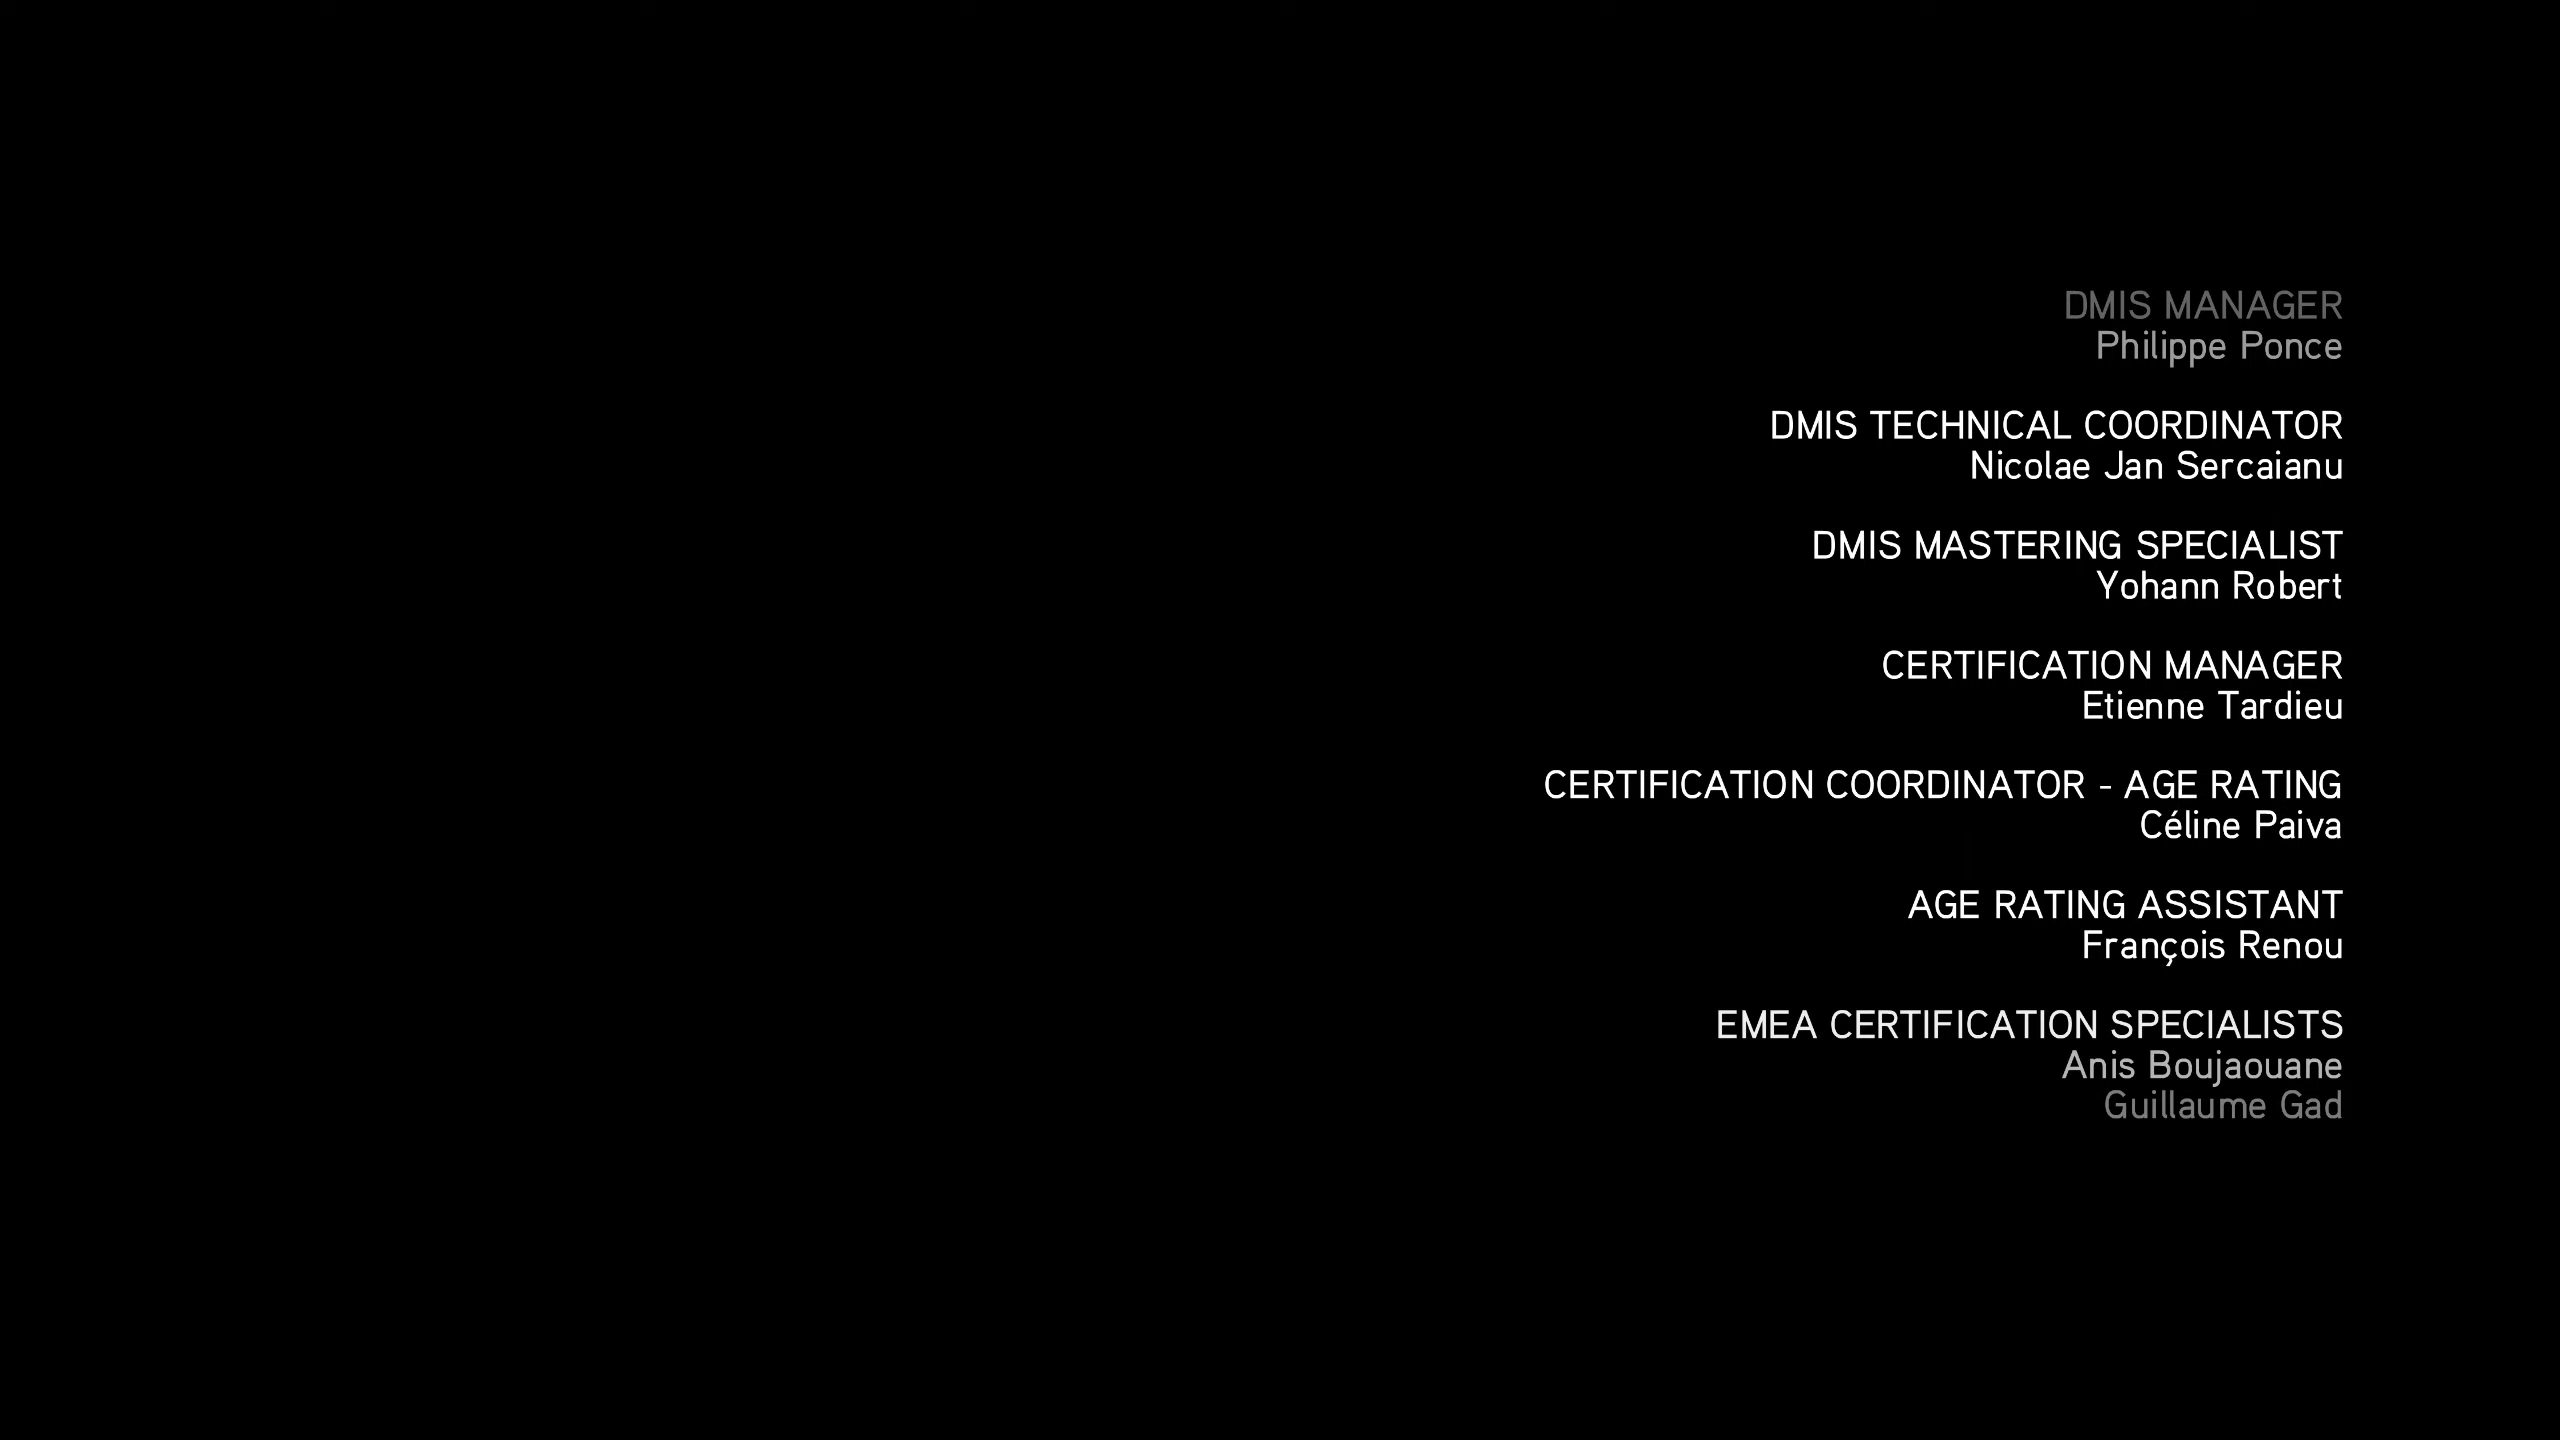 DMIS MANAGER
Philippe Ponce
DMIS TECHNICAL COORDINATOR
Nicolae Jan Sercaianu
DMIS MASTERING SPECIALIST
Yohann Robert
CERTIFICATION MANAGER
Etienne Tardieu
CERTIFICATION COORDINATOR - AGE RATING
Céline Paiva
AGE RATING ASSISTANT
François Renou
EMEA CERTIFICATION SPECIALISTS
Anis Boujaouane
Guillaume Gad